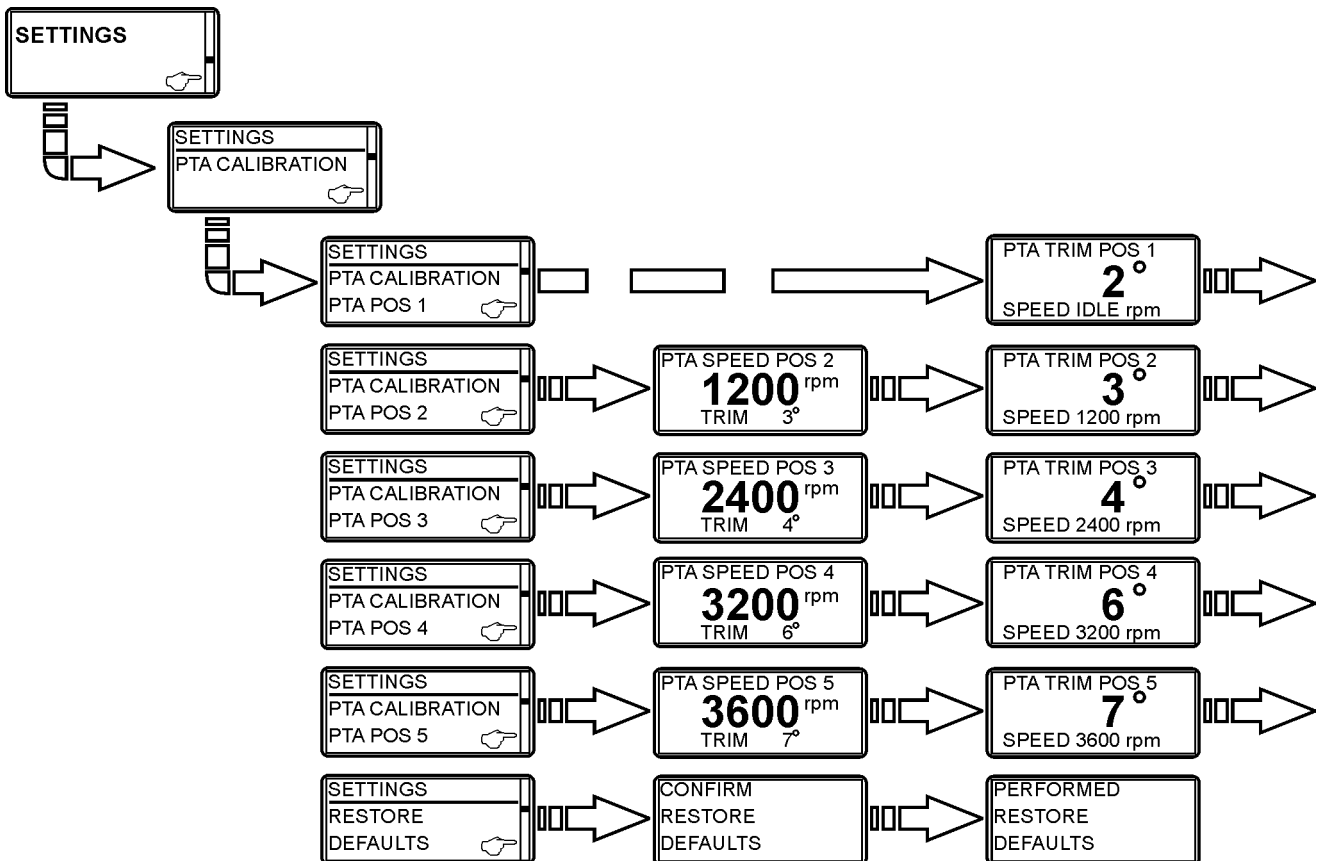 SETTINGS
SETTINGS
PTA CALIBRATION
SETTINGS
PTA CALIBRATION
PTA POS 1
PTA TRIM POS 1
2°
SPEED IDLE rpm
SETTINGS
PTA CALIBRATION
PTA POS 2
PTA SPEED POS 2
1200 rpm
TRIM 3°
PTA TRIM POS 2
3°
SPEED 1200 rpm
SETTINGS
PTA CALIBRATION
PTA POS 3
PTA SPEED POS 3
2400 rpm
TRIM 4°
PTA TRIM POS 3
4°
SPEED 2400 rpm
SETTINGS
PTA CALIBRATION
PTA POS 4
PTA SPEED POS 4
3200 rpm
TRIM 6°
PTA TRIM POS 4
6°
SPEED 3200 rpm
SETTINGS
PTA CALIBRATION
PTA POS 5
PTA SPEED POS 5
3600 rpm
TRIM 7°
PTA TRIM POS 5
7°
SPEED 3600 rpm
SETTINGS
RESTORE
DEFAULTS
CONFIRM
RESTORE
DEFAULTS
PERFORMED
RESTORE
DEFAULTS